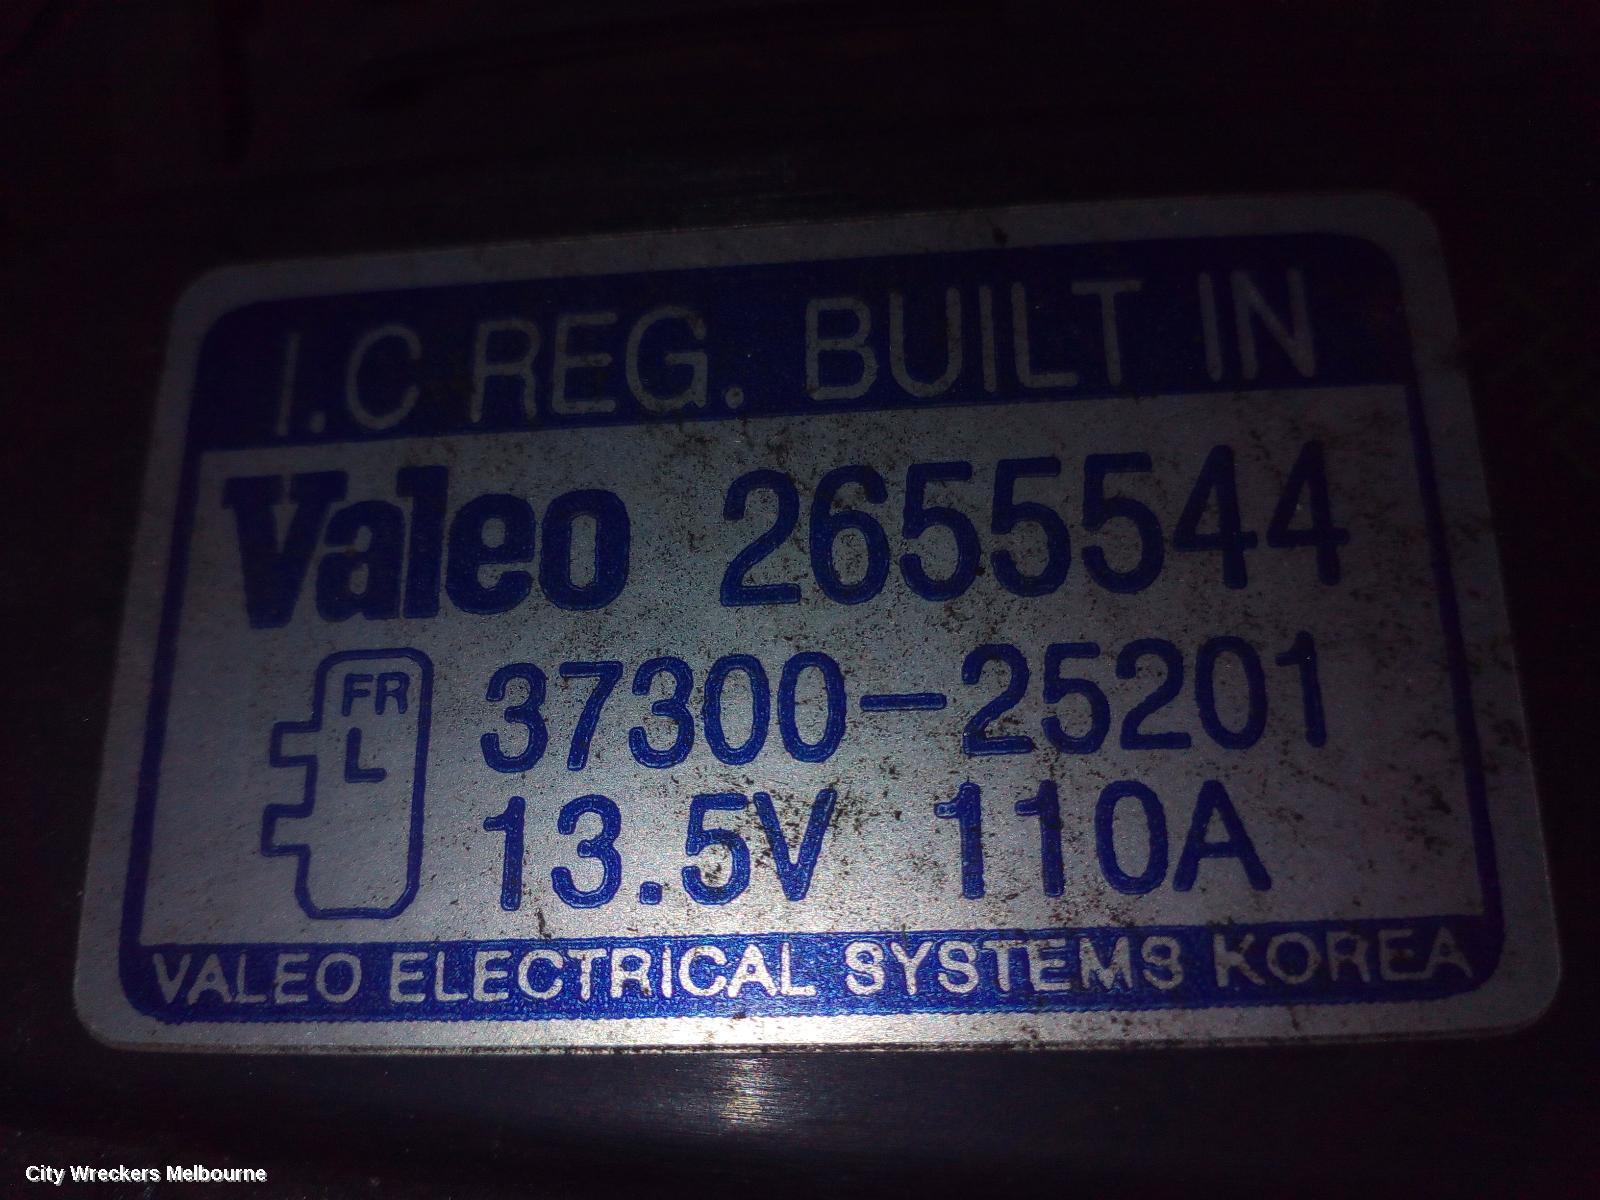 I.C REG. BUILT IN
Valeo 2655544
FR
L
37300-25201
13.5V 110A
VALEO ELECTRICAL SYSTEMS KOREA
City Wreckers Melbourne